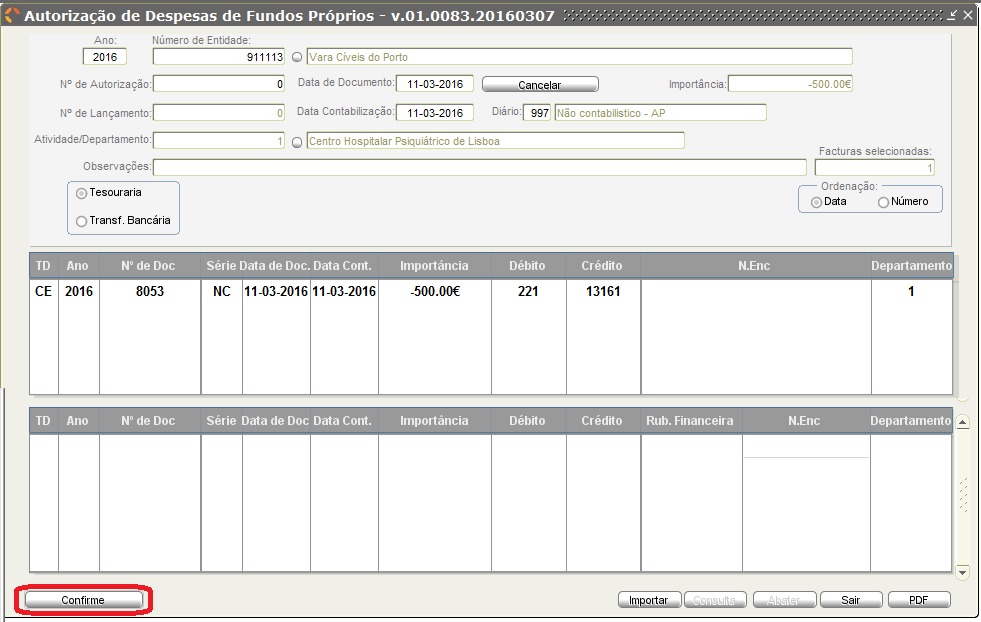 Autorização de Despesas de Fundos Próprios - v.01.0083.20160307
Ano: Número de Entidade:
2016 911113 Vara Cíveis do Porto
Nº de Autorização: 0 Data de Documento: 11-03-2016 Cancelar Importância: -500.00€
Nº de Lançamento: 0 Data Contabilização: 11-03-2016 Diário: 997 Não contabilistico - AP
Atividade/Departamento: 1 Centro Hospitalar Psiquiátrico de Lisboa
Facturas selecionadas:
Observações: 1
Tesouraria
Transf. Bancária
Ordenação:
Data Número
TD Ano Nº de Doc Série Data de Doc. Data Cont. Importância Débito Crédito N.Enc Departamento
CE 2016 8053 NC 11-03-2016 11-03-2016 -500.00€ 221 13161 1
TD Ano Nº de Doc Série Data de Doc Data Cont. Importância Débito Crédito Rub. Financeira N.Enc Departamento
Confirme Importar Consulta Abater Sair PDF